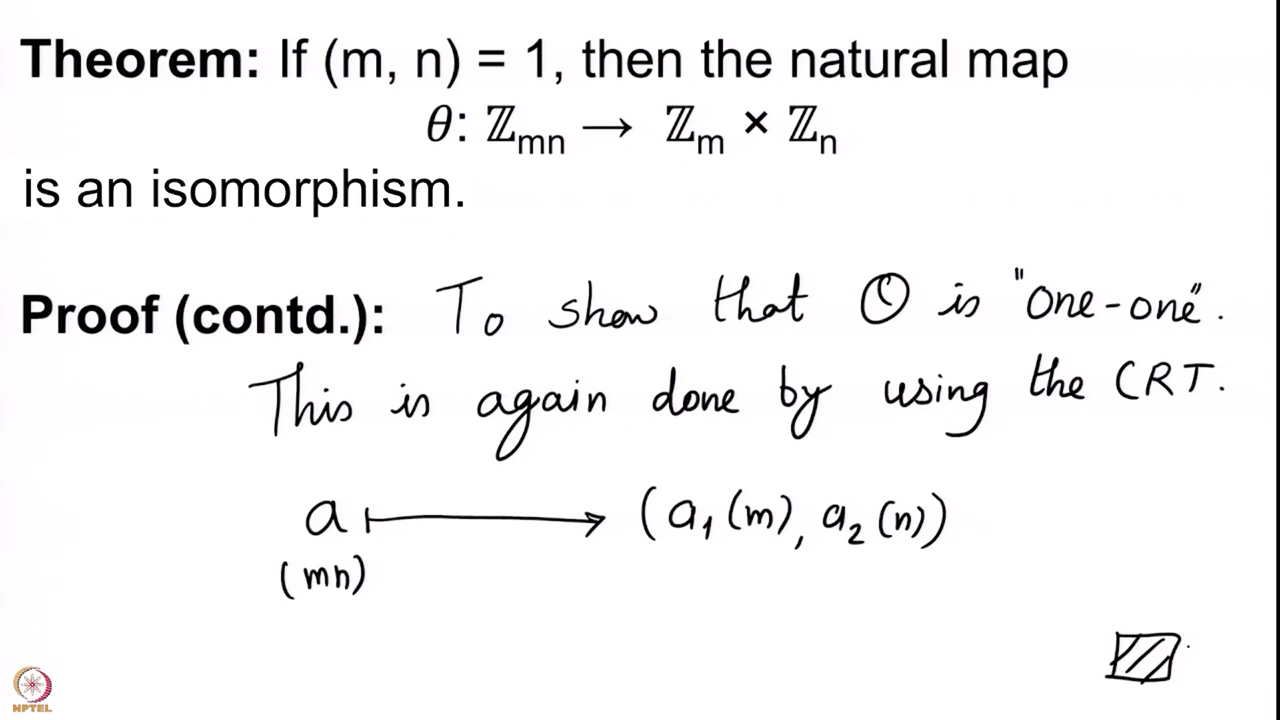 Theorem: If (m, n) = 1, then the natural map
θ: ℤmn → ℤm × ℤn
is an isomorphism.
Proof (contd.): To show that Θ is "one-one".
This is again done by using the CRT.
a ↦ (a₁ (m), a₂ (n))
(mn)
NPTEL